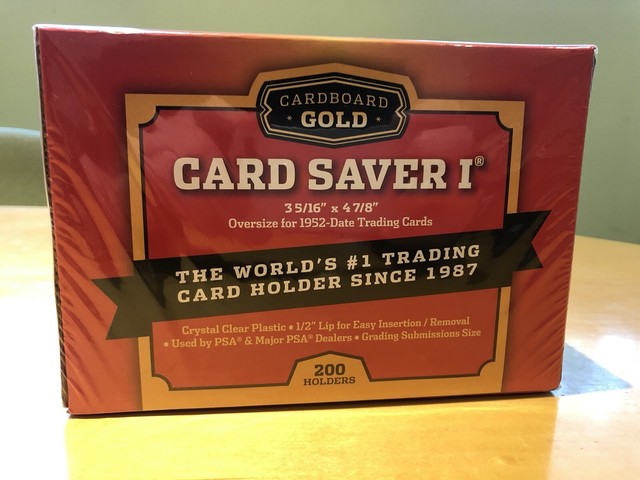 CARDBOARD
GOLD
CARD SAVER I®
3 5/16" x 4 7/8"
Oversize for 1952-Date Trading Cards
THE WORLD'S #1 TRADING
CARD HOLDER SINCE 1987
Crystal Clear Plastic • 1/2" Lip for Easy Insertion / Removal
• Used by PSA® & Major PSA® Dealers • Grading Submissions Size
200
HOLDERS